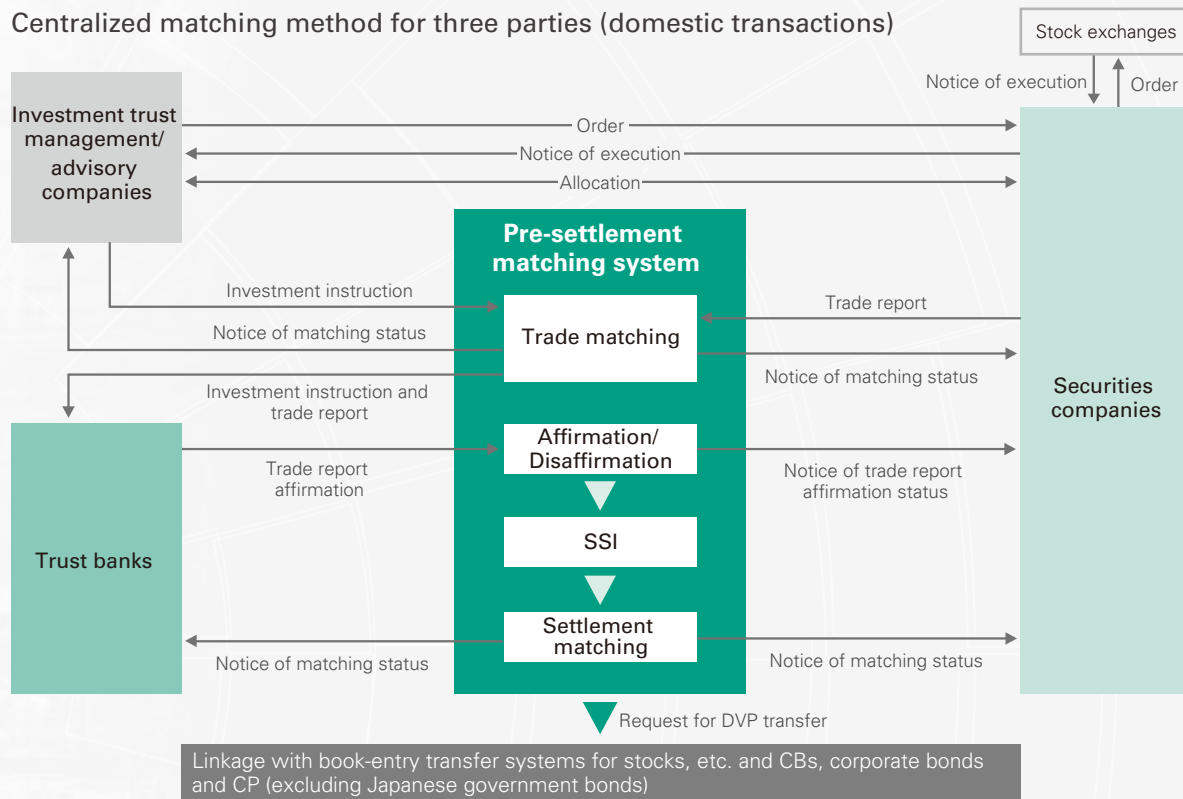 Centralized matching method for three parties (domestic transactions)
Stock exchanges
Notice of execution
Order
Investment trust
management/
advisory
companies
Order
Notice of execution
Allocation
Pre-settlement
matching system
Investment instruction
Trade report
Trade matching
Notice of matching status
Notice of matching status
Investment instruction and
trade report
Securities
companies
Affirmation/
Disaffirmation
Trade report
affirmation
Notice of trade report
affirmation status
SSI
Trust banks
Settlement
matching
Notice of matching status
Notice of matching status
Request for DVP transfer
Linkage with book-entry transfer systems for stocks, etc. and CBs, corporate bonds
and CP (excluding Japanese government bonds)